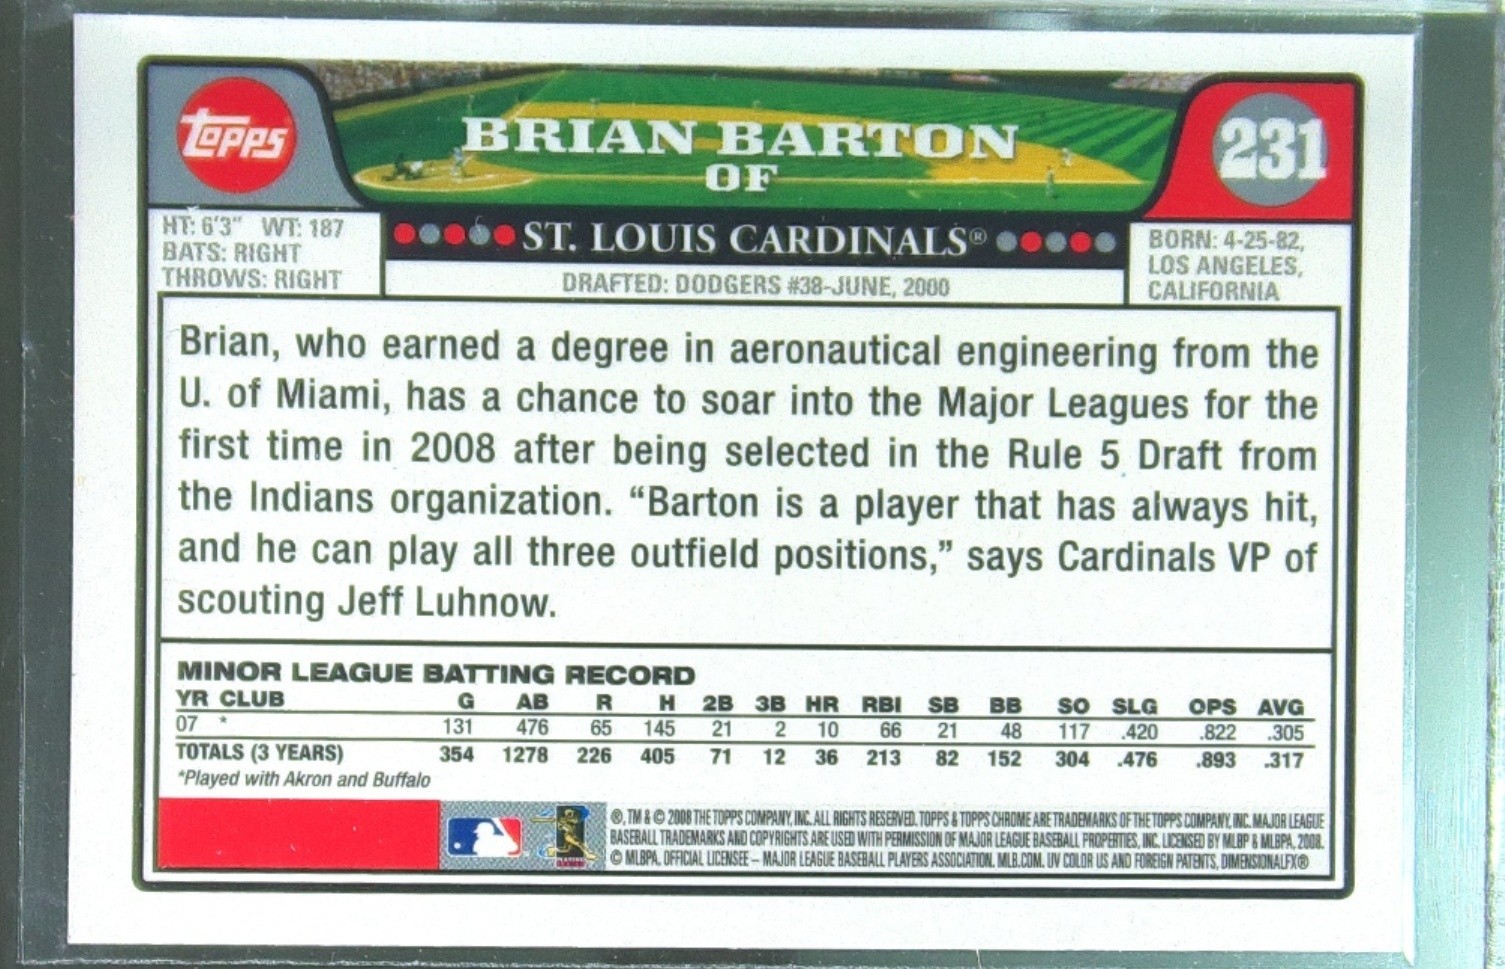 topps
BRIAN BARTON
OF
231
HT: 6'3" WT: 187
BATS: RIGHT
THROWS: RIGHT
ST. LOUIS CARDINALS®
DRAFTED: DODGERS #38-JUNE, 2000
BORN: 4-25-82,
LOS ANGELES,
CALIFORNIA
Brian, who earned a degree in aeronautical engineering from the
U. of Miami, has a chance to soar into the Major Leagues for the
first time in 2008 after being selected in the Rule 5 Draft from
the Indians organization. “Barton is a player that has always hit,
and he can play all three outfield positions,” says Cardinals VP of
scouting Jeff Luhnow.
MINOR LEAGUE BATTING RECORD
YR CLUB G AB R H 2B 3B HR RBI SB BB SO SLG OPS AVG
07 * 131 476 65 145 21 2 10 66 21 48 117 .420 .822 .305
TOTALS (3 YEARS) 354 1278 226 405 71 12 36 213 82 152 304 .476 .893 .317
*Played with Akron and Buffalo
®, TM & © 2008 THE TOPPS COMPANY, INC. ALL RIGHTS RESERVED. TOPPS & TOPPS CHROME ARE TRADEMARKS OF THE TOPPS COMPANY, INC. MAJOR LEAGUE
BASEBALL TRADEMARKS AND COPYRIGHTS ARE USED WITH PERMISSION OF MAJOR LEAGUE BASEBALL PROPERTIES, INC. LICENSED BY MLBP & MLBPA, 2008.
© MLBPA, OFFICIAL LICENSEE – MAJOR LEAGUE BASEBALL PLAYERS ASSOCIATION. MLB.COM. UV COLOR US AND FOREIGN PATENTS, DIMENSIONALFX®